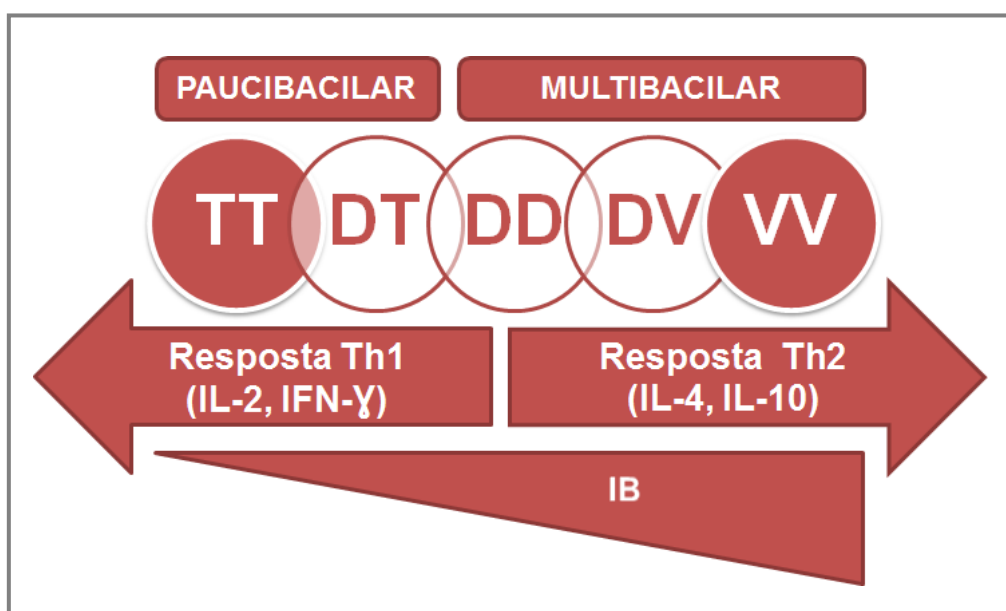 PAUCIBACILAR MULTIBACILAR
TT DT DD DV VV
Resposta Th1 Resposta Th2
(IL-2, IFN-Ɣ) (IL-4, IL-10)
IB